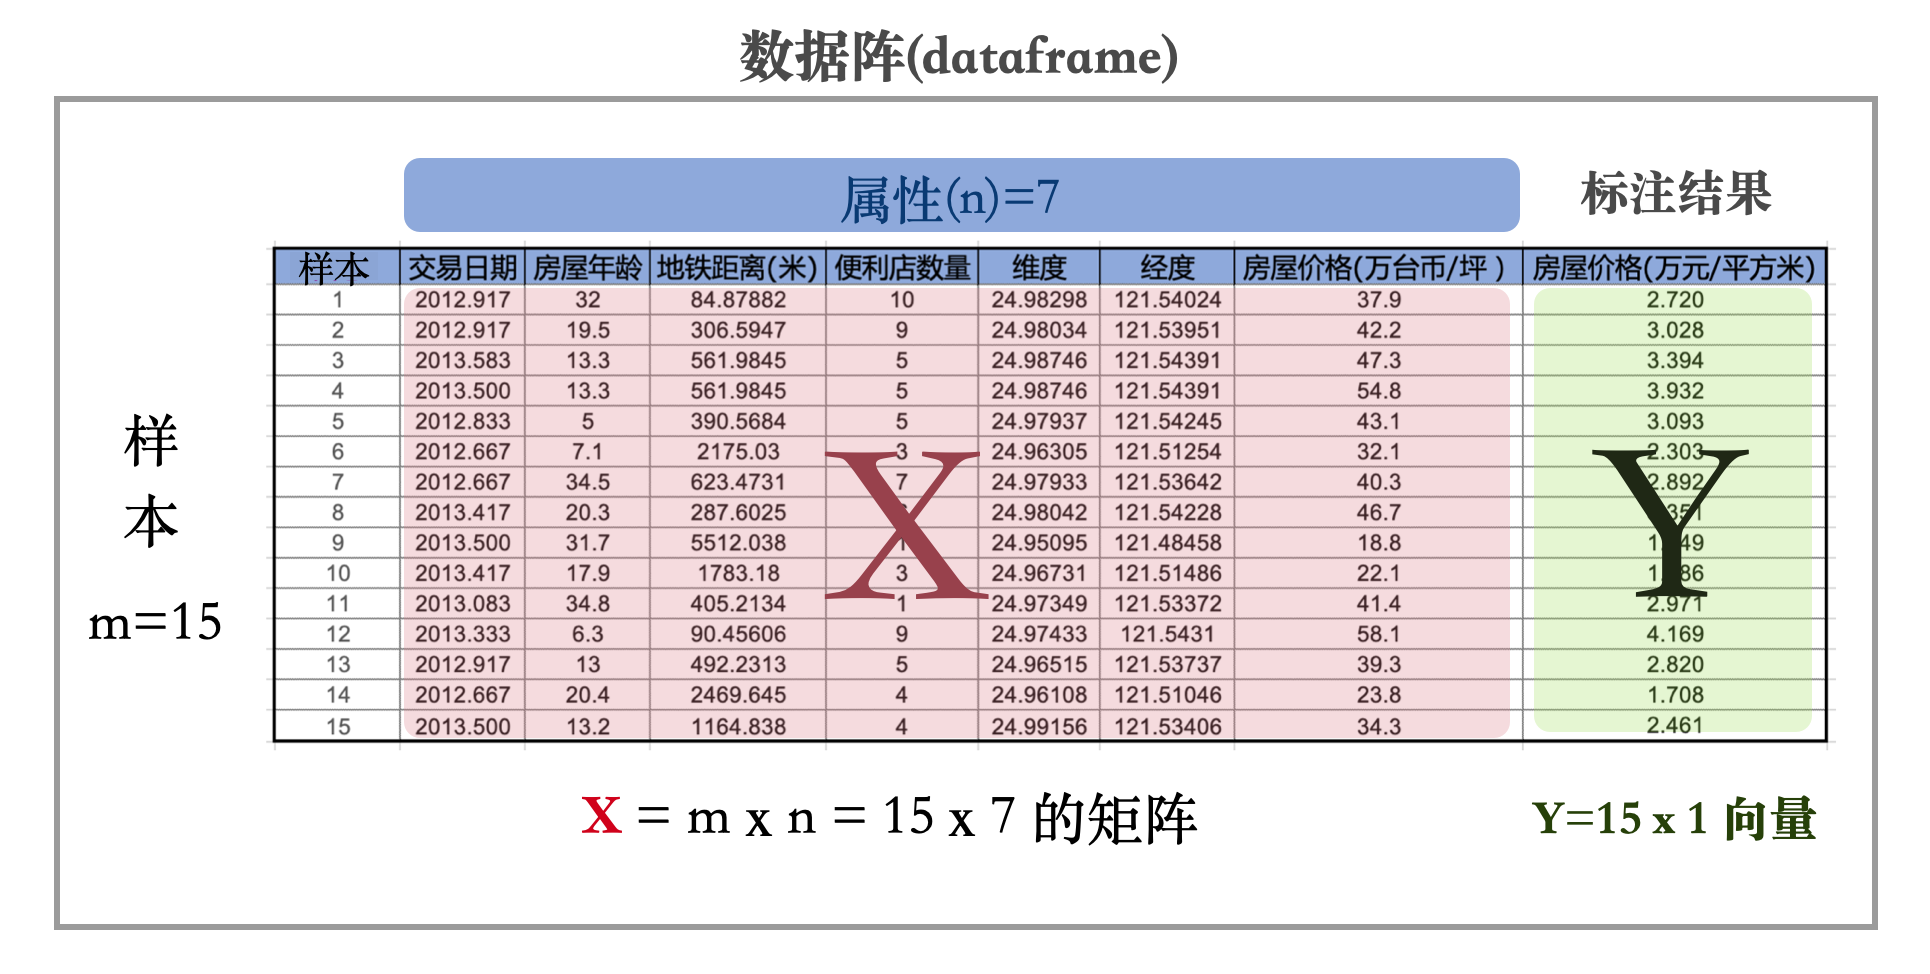 数据阵(dataframe)
属性(n)=7
标注结果
样本 交易日期 房屋年龄 地铁距离(米) 便利店数量 维度 经度 房屋价格(万台币/坪 ) 房屋价格(万元/平方米)
1 2012.917 32 84.87882 10 24.98298 121.54024 37.9 2.720
2 2012.917 19.5 306.5947 9 24.98034 121.53951 42.2 3.028
3 2013.583 13.3 561.9845 5 24.98746 121.54391 47.3 3.394
4 2013.500 13.3 561.9845 5 24.98746 121.54391 54.8 3.932
5 2012.833 5 390.5684 5 24.97937 121.54245 43.1 3.093
6 2012.667 7.1 2175.03 3 24.96305 121.51254 32.1 2.303
7 2012.667 34.5 623.4731 7 24.97933 121.53642 40.3 2.892
8 2013.417 20.3 287.6025 24.98042 121.54228 46.7
9 2013.500 31.7 5512.038 1 24.95095 121.48458 18.8
10 2013.417 17.9 1783.18 3 24.96731 121.51486 22.1
11 2013.083 34.8 405.2134 1 24.97349 121.53372 41.4 2.971
12 2013.333 6.3 90.45606 9 24.97433 121.5431 58.1 4.169
13 2012.917 13 492.2313 5 24.96515 121.53737 39.3 2.820
14 2012.667 20.4 2469.645 4 24.96108 121.51046 23.8 1.708
15 2013.500 13.2 1164.838 4 24.99156 121.53406 34.3 2.461
X
Y
样
本
m=15
X = m x n = 15 x 7 的矩阵
Y=15 x 1 向量